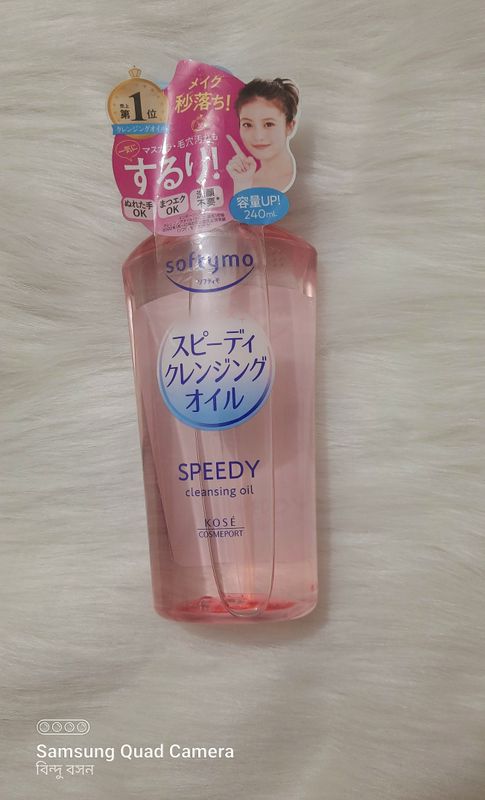 メイク
秒落ち!
売上
第1位
クレンジングオイル
一気に
マスカラ・毛穴汚れも
するり!
ぬれた手
OK
まつエク
OK
洗顔
不要
容量UP!
240mL
softymo
ソフティモ
スピーディ
クレンジング
オイル
SPEEDY
cleansing oil
KOSÉ
COSMEPORT
Samsung Quad Camera
বিন্দু বসন